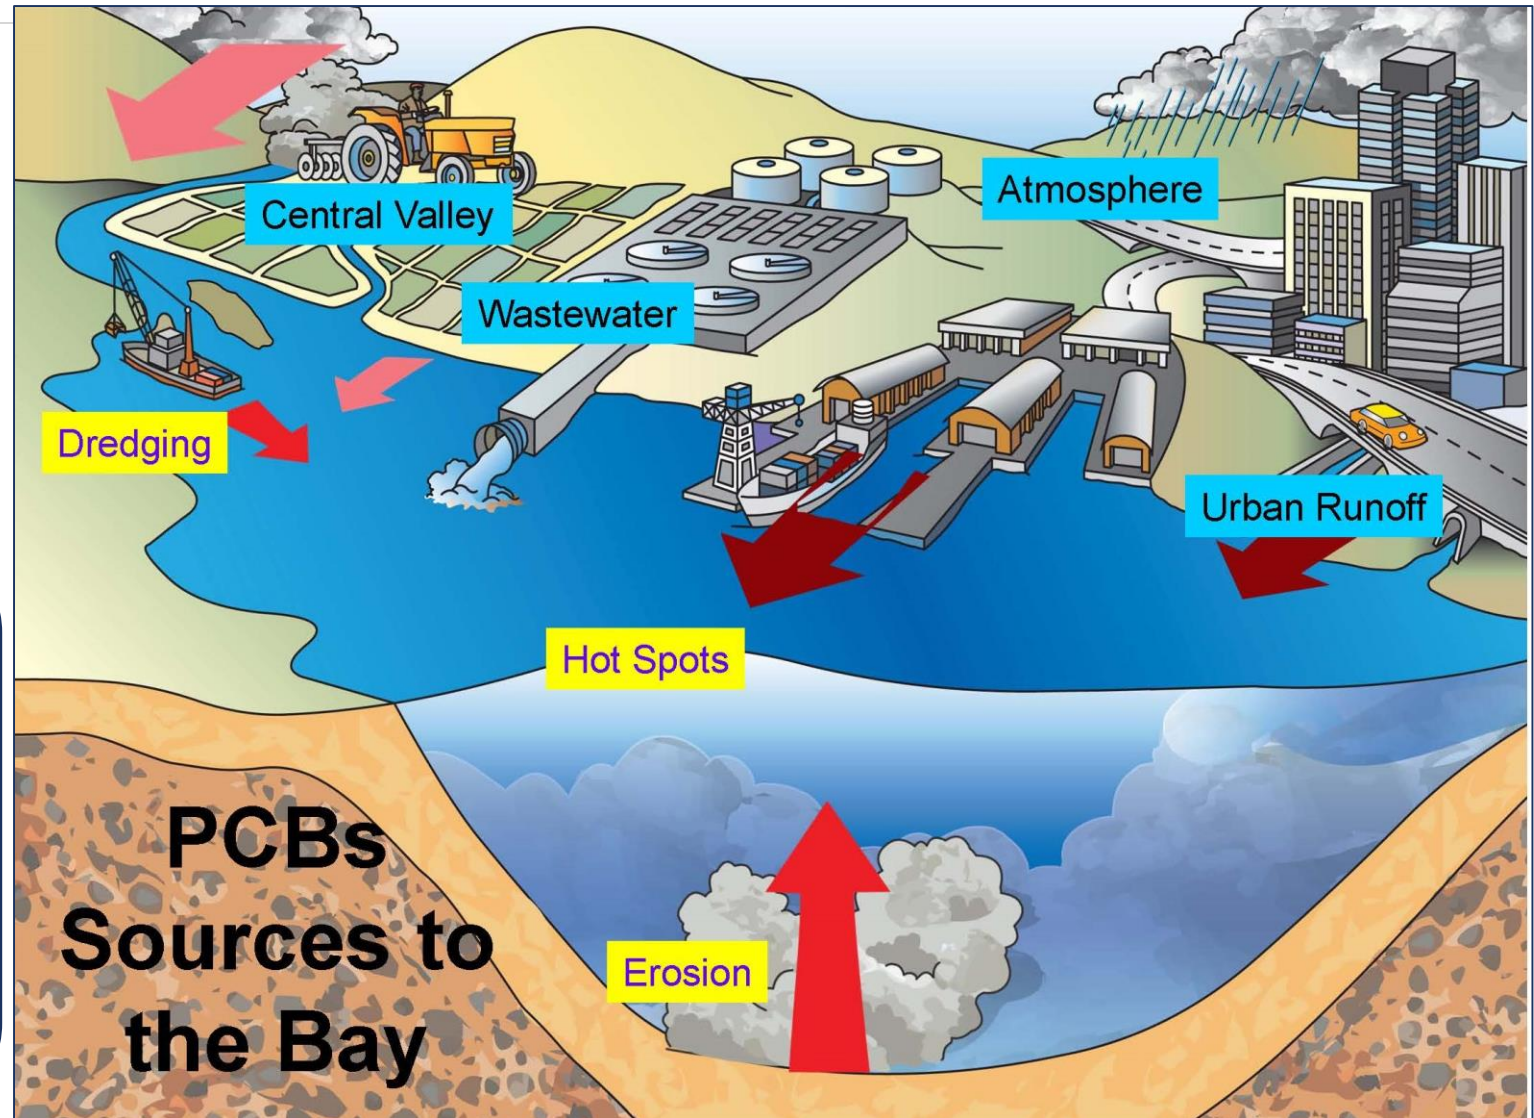 Central Valley
Atmosphere
Wastewater
Dredging
Urban Runoff
Hot Spots
PCBs
Sources to
the Bay
Erosion